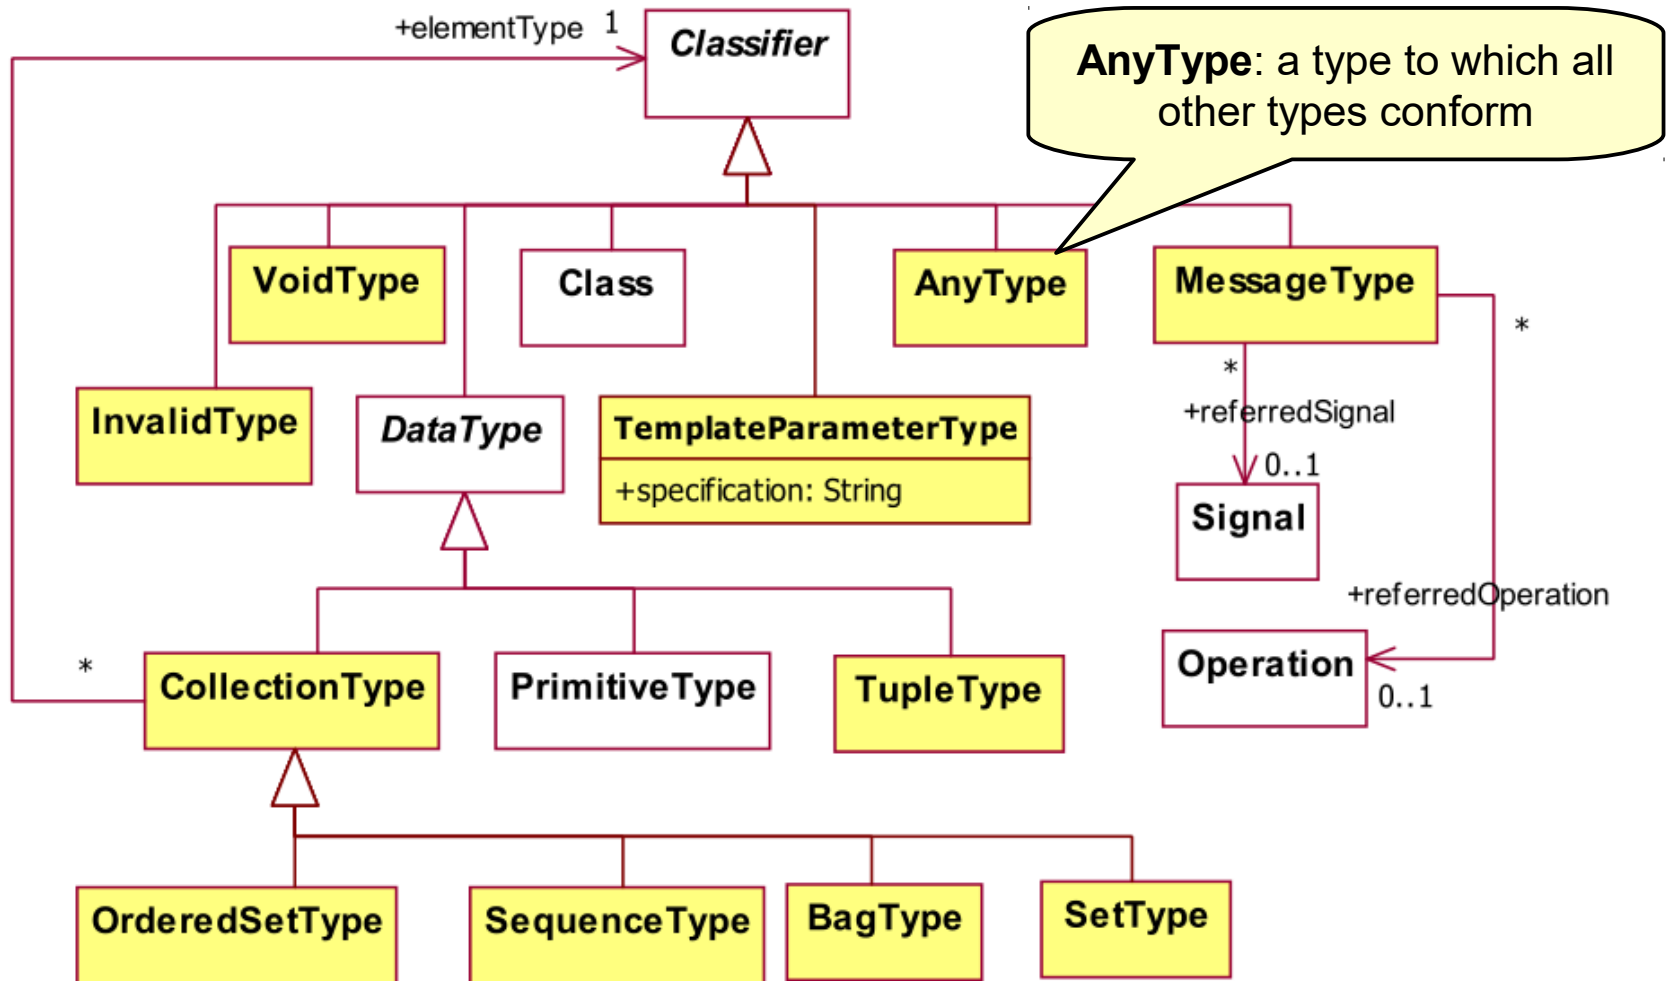 +elementType 1
Classifier
AnyType: a type to which all
other types conform
VoidType
Class
AnyType
MessageType
*
*
InvalidType
DataType
TemplateParameterType
+specification: String
+referredSignal
0..1
Signal
+referredOperation
*
CollectionType
PrimitiveType
TupleType
Operation
0..1
OrderedSetType
SequenceType
BagType
SetType